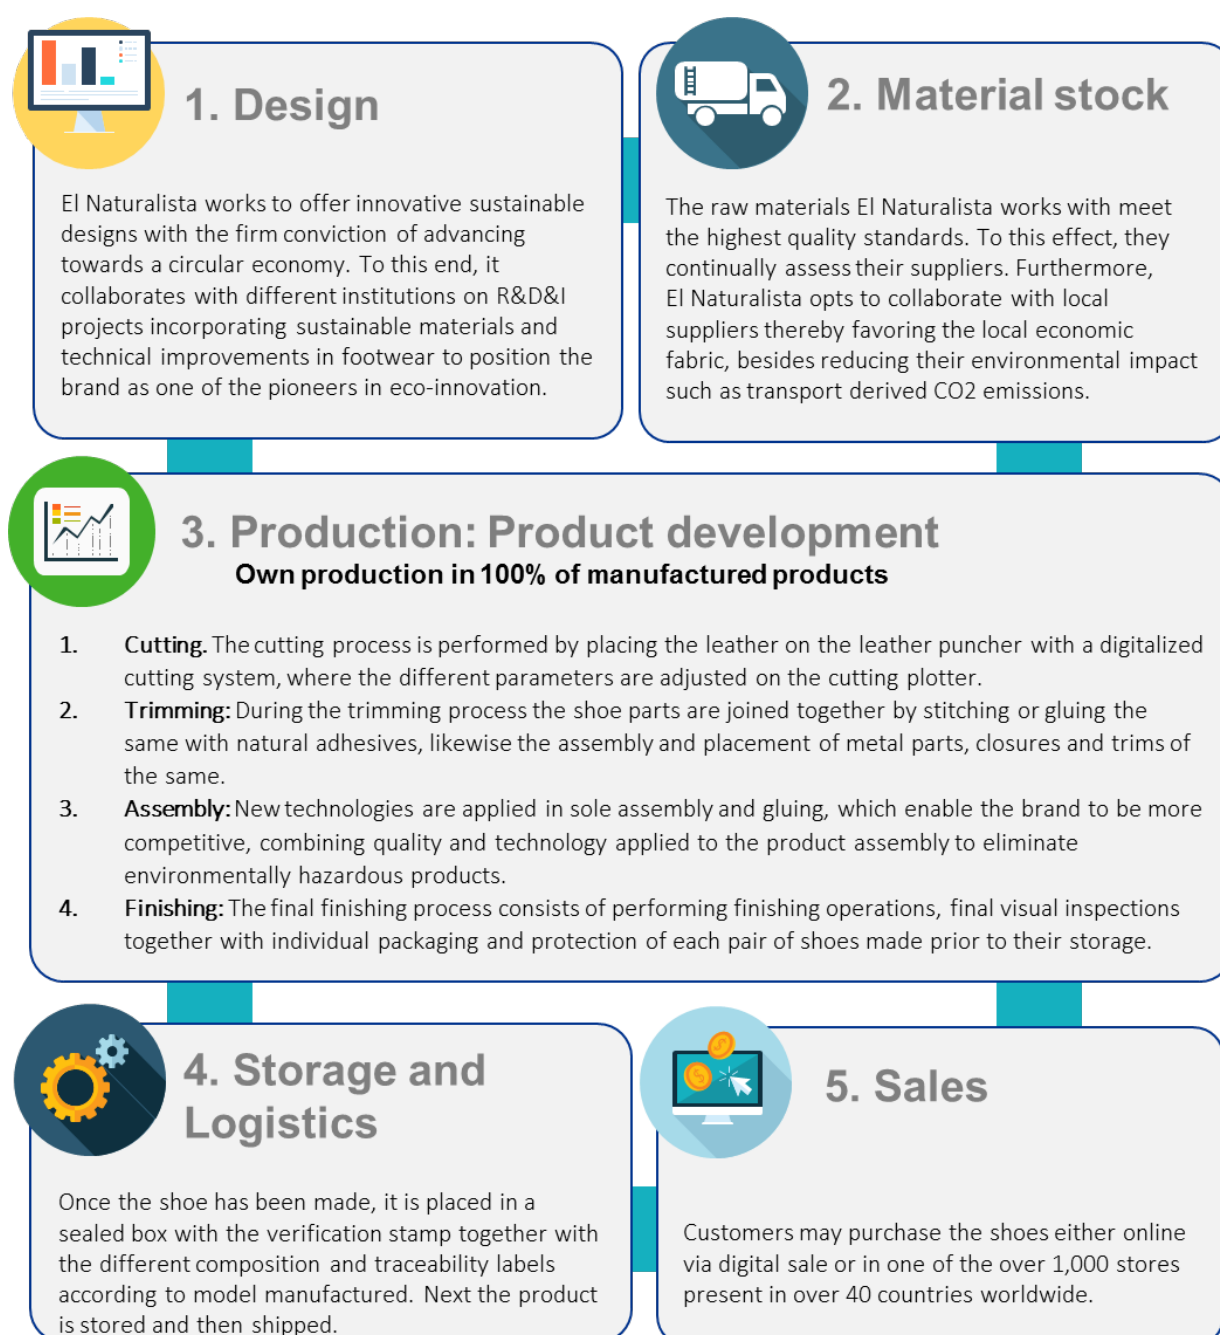 1. Design
El Naturalista works to offer innovative sustainable
designs with the firm conviction of advancing
towards a circular economy. To this end, it
collaborates with different institutions on R&D&I
projects incorporating sustainable materials and
technical improvements in footwear to position the
brand as one of the pioneers in eco-innovation.
2. Material stock
The raw materials El Naturalista works with meet
the highest quality standards. To this effect, they
continually assess their suppliers. Furthermore,
El Naturalista opts to collaborate with local
suppliers thereby favoring the local economic
fabric, besides reducing their environmental impact
such as transport derived CO2 emissions.
3. Production: Product development
Own production in 100% of manufactured products
1. Cutting. The cutting process is performed by placing the leather on the leather puncher with a digitalized
cutting system, where the different parameters are adjusted on the cutting plotter.
2. Trimming: During the trimming process the shoe parts are joined together by stitching or gluing the
same with natural adhesives, likewise the assembly and placement of metal parts, closures and trims of
the same.
3. Assembly: New technologies are applied in sole assembly and gluing, which enable the brand to be more
competitive, combining quality and technology applied to the product assembly to eliminate
environmentally hazardous products.
4. Finishing: The final finishing process consists of performing finishing operations, final visual inspections
together with individual packaging and protection of each pair of shoes made prior to their storage.
4. Storage and
Logistics
Once the shoe has been made, it is placed in a
sealed box with the verification stamp together with
the different composition and traceability labels
according to model manufactured. Next the product
is stored and then shipped.
5. Sales
Customers may purchase the shoes either online
via digital sale or in one of the over 1,000 stores
present in over 40 countries worldwide.